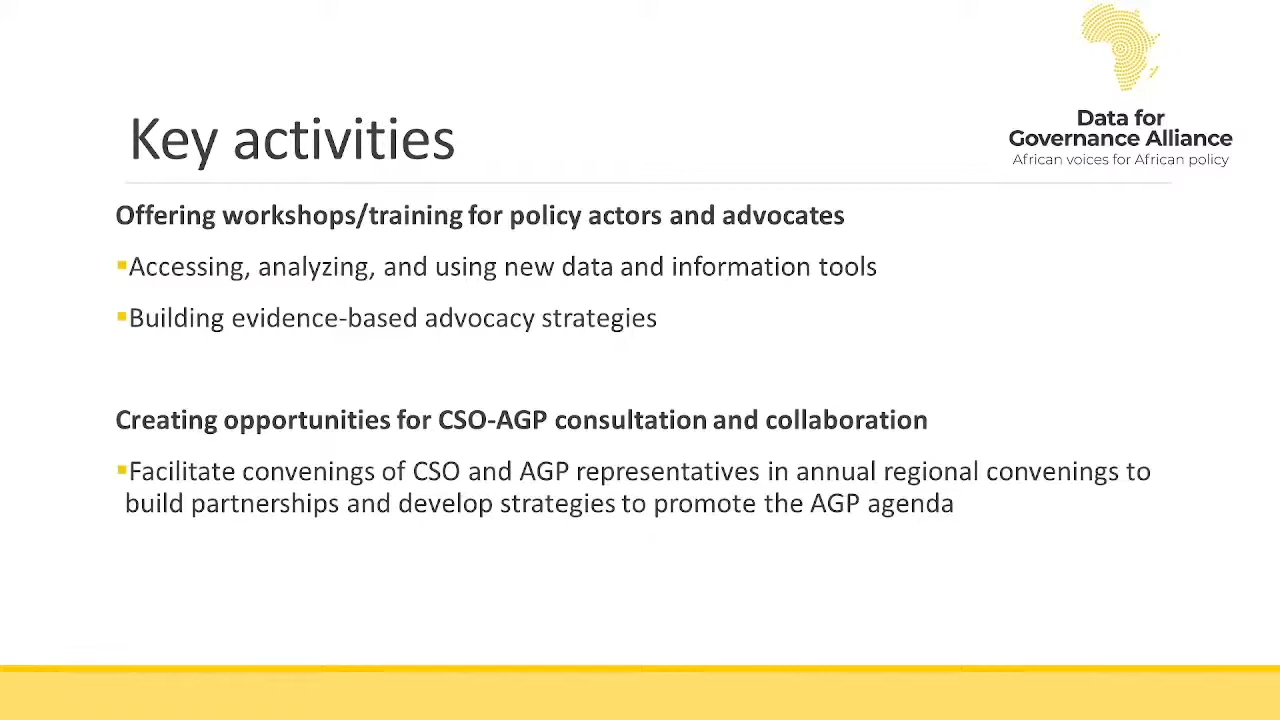 Data for
Governance Alliance
African voices for African policy
Key activities
Offering workshops/training for policy actors and advocates
▪Accessing, analyzing, and using new data and information tools
▪Building evidence-based advocacy strategies
Creating opportunities for CSO-AGP consultation and collaboration
▪Facilitate convenings of CSO and AGP representatives in annual regional convenings to
build partnerships and develop strategies to promote the AGP agenda